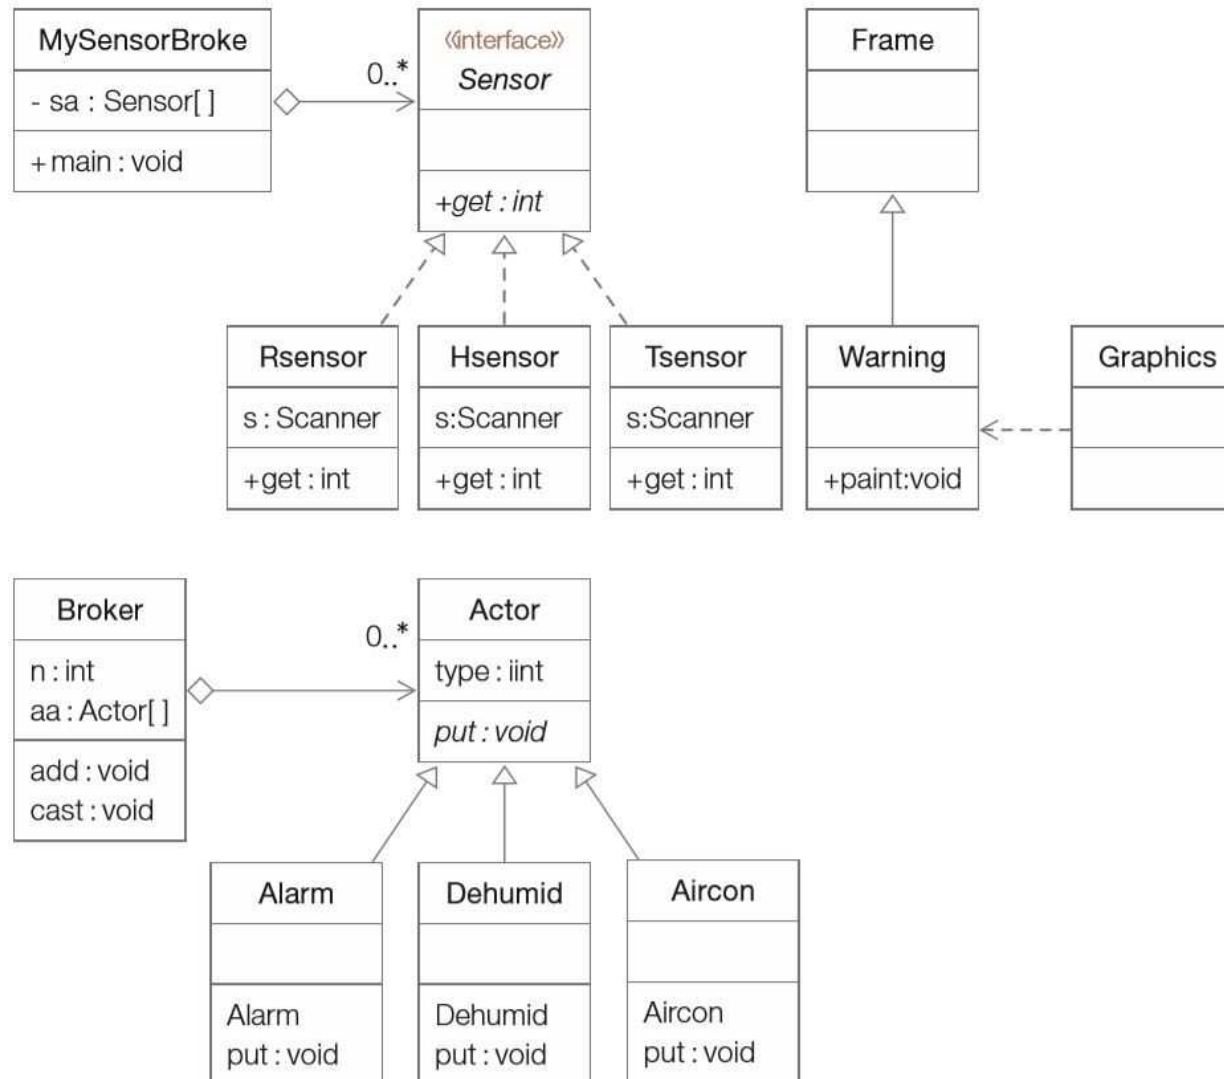 MySensorBroke
- sa : Sensor[ ]
+main : void
0..*
《interface》
Sensor
+get : int
Frame
Rsensor
s : Scanner
+get : int
Hsensor
s:Scanner
+get : int
Tsensor
s:Scanner
+get : int
Warning
+paint:void
Graphics
Broker
n : int
aa : Actor[ ]
add : void
cast : void
0..*
Actor
type : iint
put : void
Alarm
Alarm
put : void
Dehumid
Dehumid
put : void
Aircon
Aircon
put : void